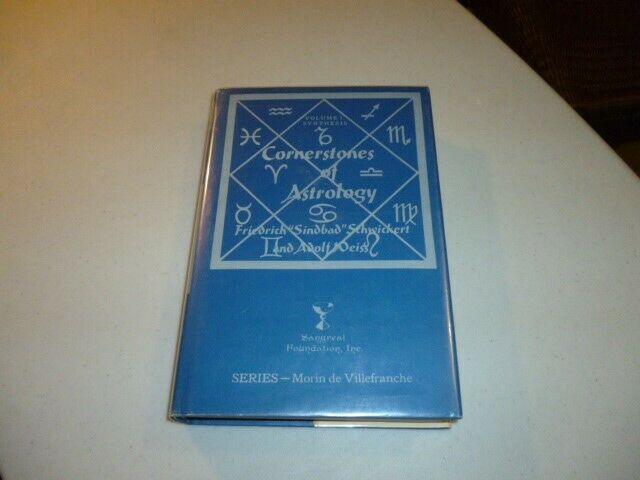 VOLUME I
SYNTHESIS
Cornerstones
of
Astrology
Friedrich "Sindbad" Schwickert
and Adolf Weiss
Sangreal
Foundation, Inc.
SERIES — Morin de Villefranche